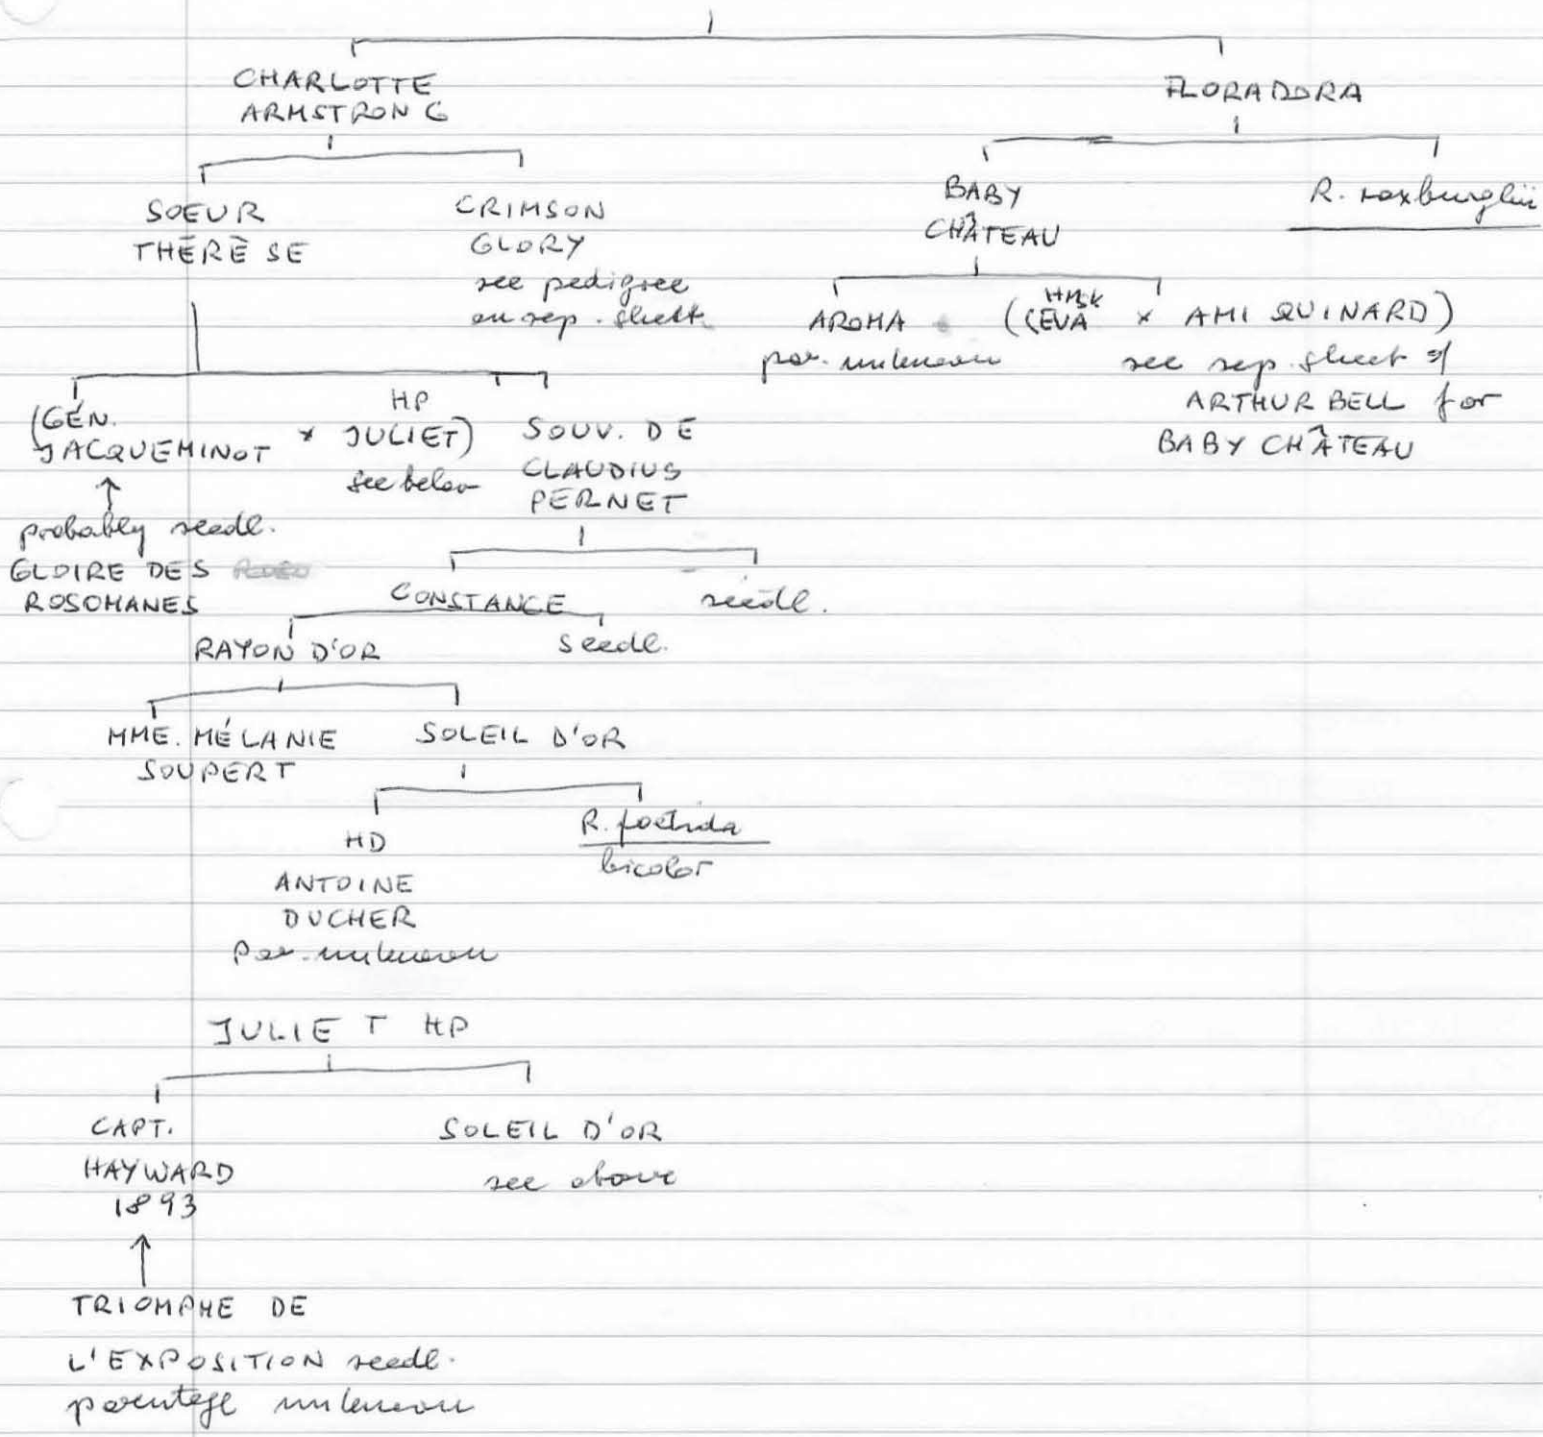 CHARLOTTE
ARMSTRONG
FLORADORA
SOEUR
THÉRÈSE
CRIMSON
GLORY
see pedigree
on sep. sheet
BABY
CHÂTEAU
R. roxburghii
AROMA
par. unknown
HMsk
(EVA × AMI QUINARD)
see sep. sheet of
ARTHUR BELL for
BABY CHÂTEAU
(GÉN.
JACQUEMINOT ×
HP
JULIET)
see below
SOUV. DE
CLAUDIUS
PERNET
↑
probably seedl.
GLOIRE DES
ROSOMANES
CONSTANCE
seedl.
RAYON D'OR
seedl.
MME. MÉLANIE
SOUPERT
SOLEIL D'OR
ANTOINE
DUCHER
Par. unknown
R. foetida
bicolor
JULIET HP
CAPT.
HAYWARD
1893
SOLEIL D'OR
see above
↑
TRIOMPHE DE
L'EXPOSITION seedl.
parentage unknown